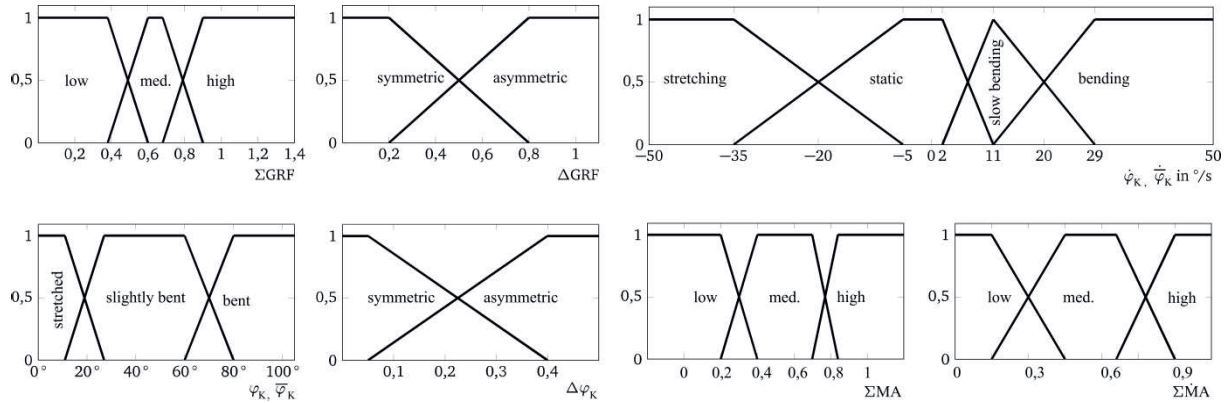 1
0,5
0
low
med.
high
0,2 0,4 0,6 0,8 1 1,2 1,4
ΣGRF
1
0,5
0
symmetric
asymmetric
0,2 0,4 0,6 0,8 1
ΔGRF
1
0,5
0
stretching
static
slow bending
bending
−50 −35 −20 −5 0 2 11 20 29 50
φ̇K, φ̅̇K in °/s
1
0,5
0
stretched
slightly bent
bent
0° 20° 40° 60° 80° 100°
φK, φ̅K
1
0,5
0
symmetric
asymmetric
0,1 0,2 0,3 0,4
ΔφK
1
0,5
0
low
med.
high
0 0,2 0,4 0,6 0,8 1
ΣMA
1
0,5
0
low
med.
high
0 0,3 0,6 0,9
ΣṀA